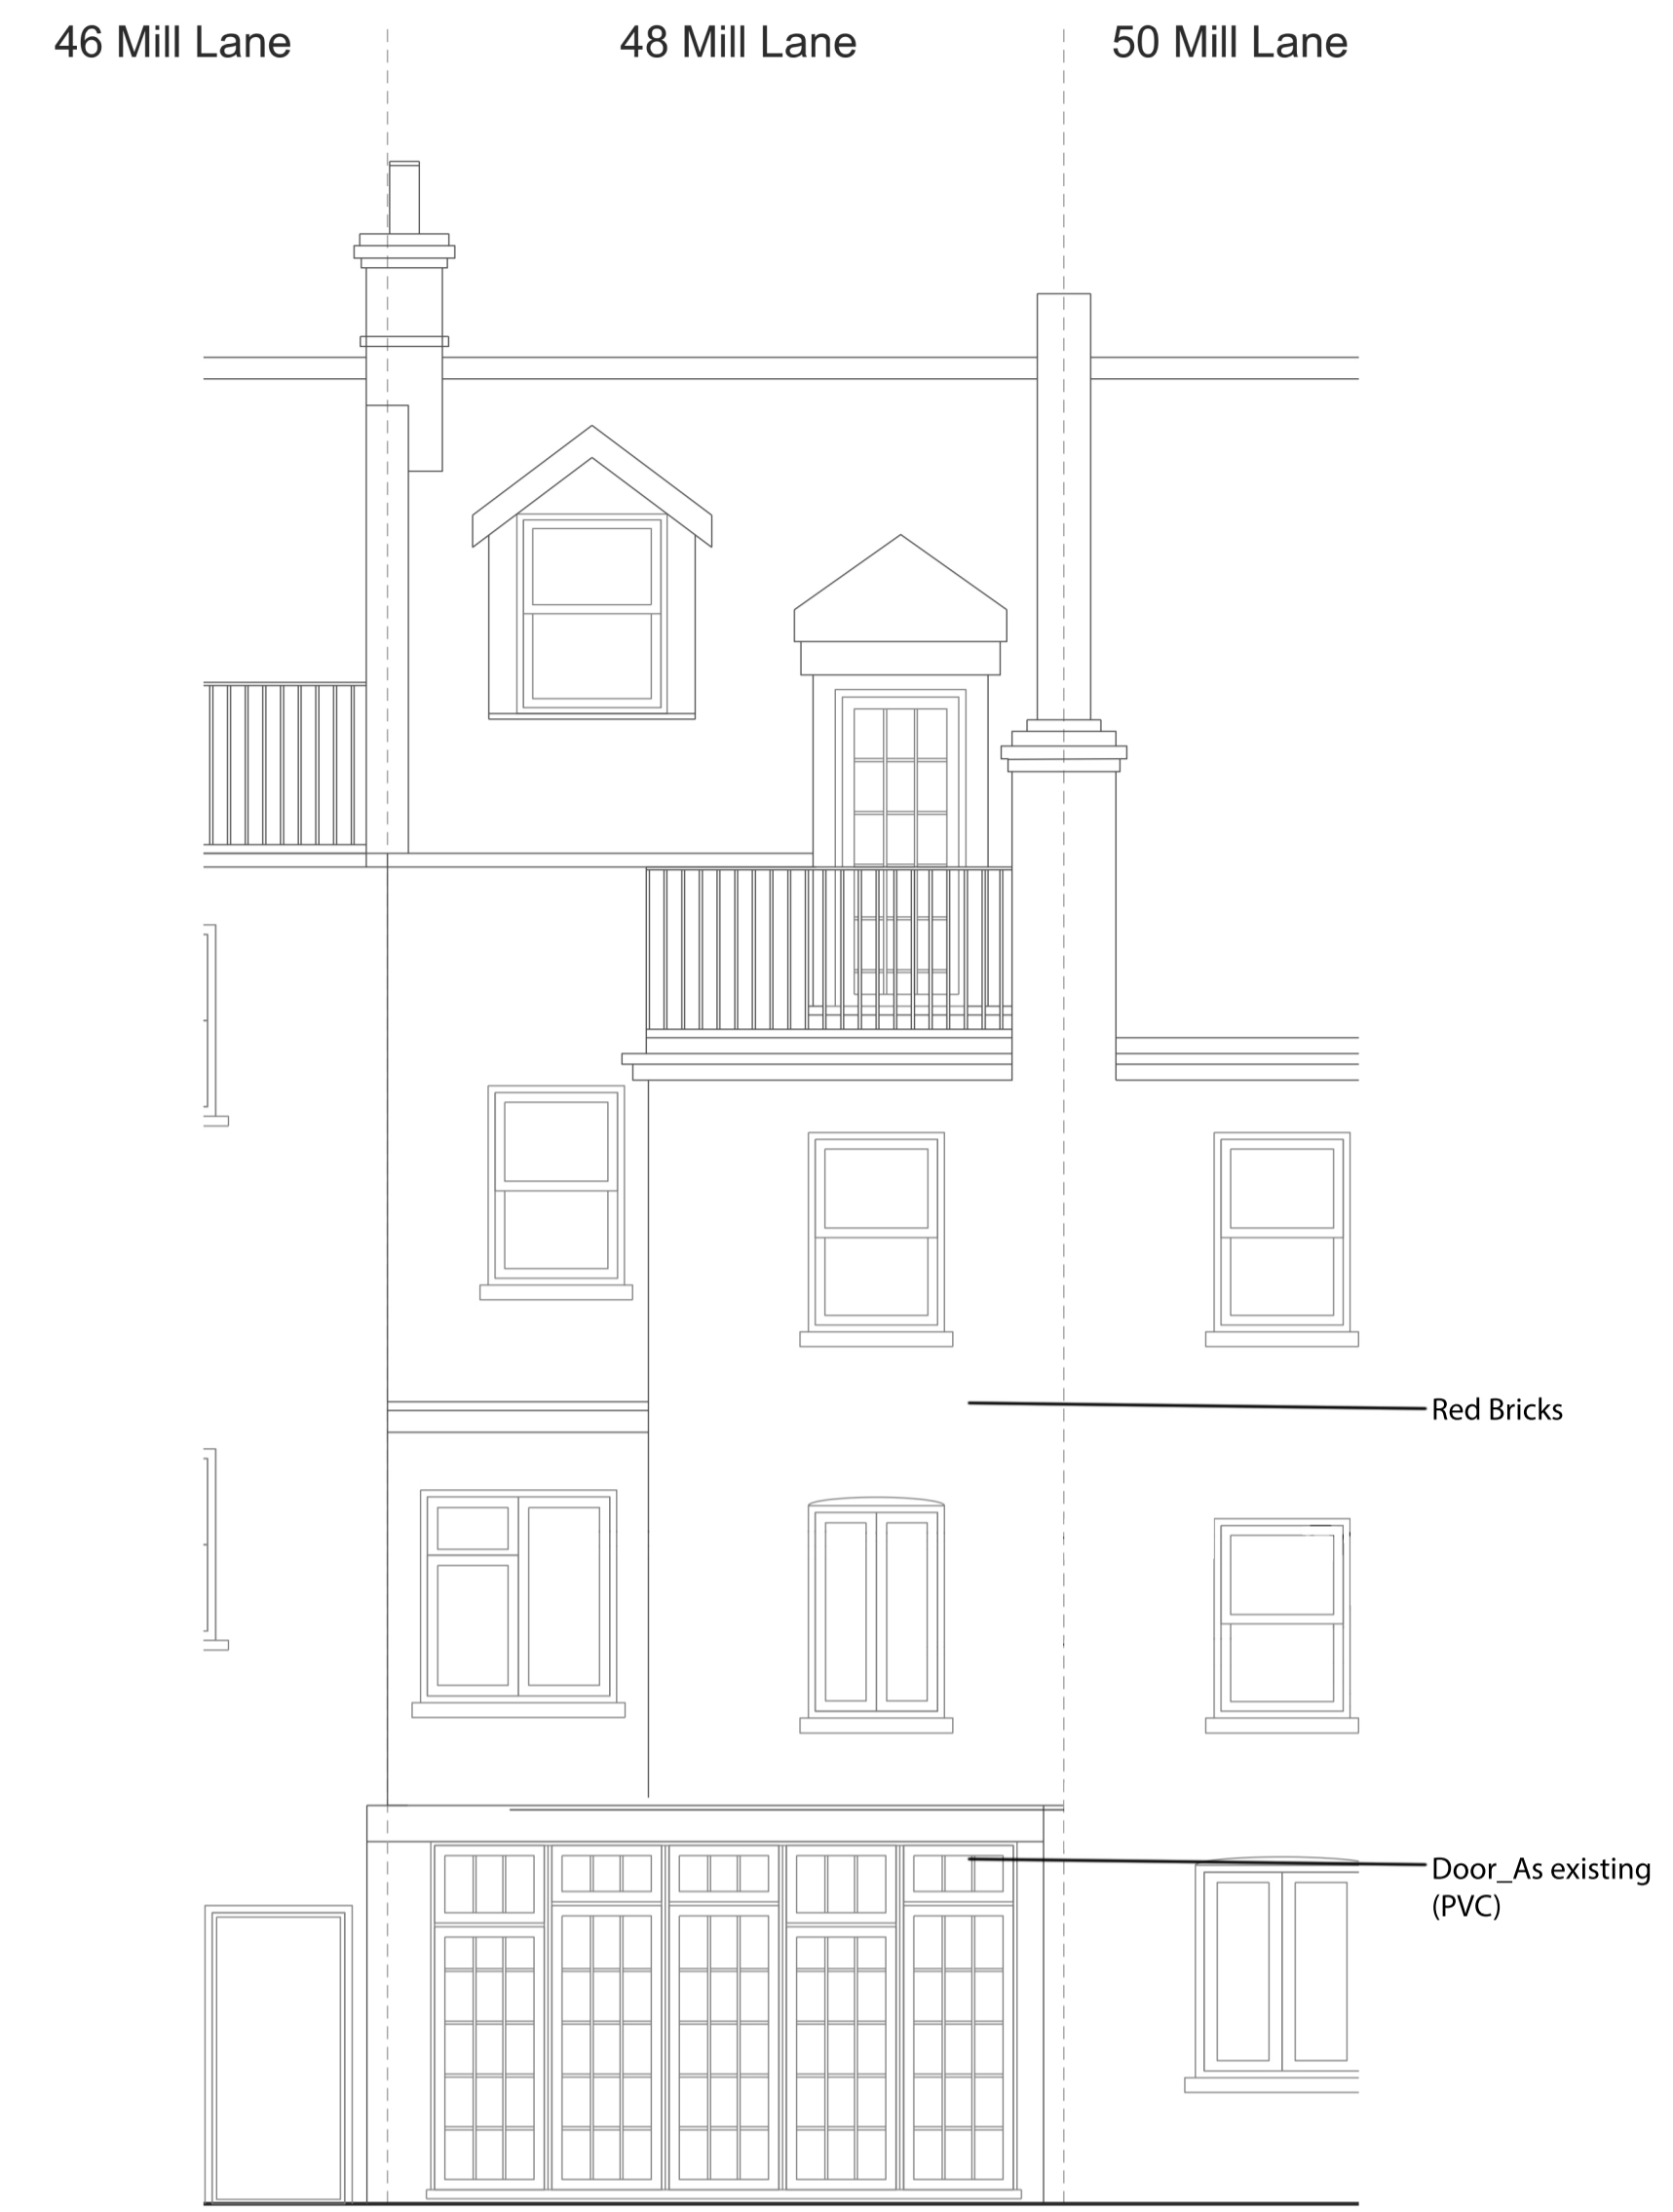 46 Mill Lane
48 Mill Lane
50 Mill Lane
Red Bricks
Door_As existing
(PVC)